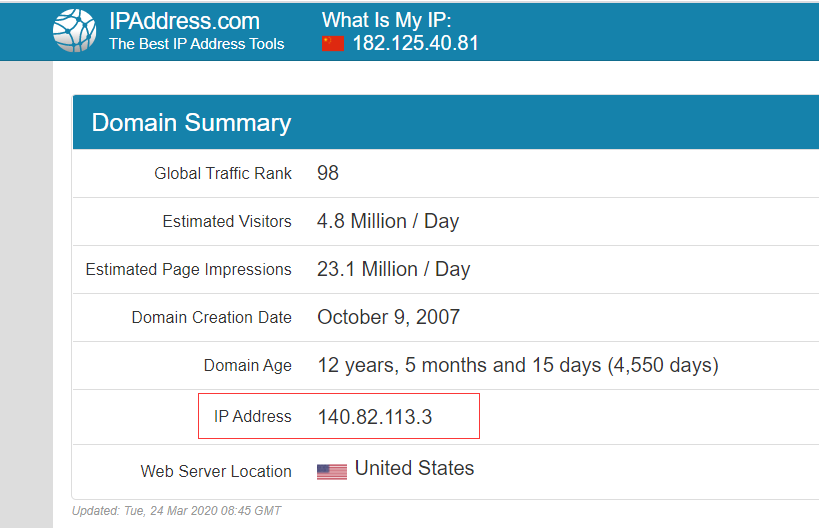 IPAddress.com
The Best IP Address Tools
What Is My IP:
182.125.40.81
Domain Summary
Global Traffic Rank 98
Estimated Visitors 4.8 Million / Day
Estimated Page Impressions 23.1 Million / Day
Domain Creation Date October 9, 2007
Domain Age 12 years, 5 months and 15 days (4,550 days)
IP Address 140.82.113.3
Web Server Location United States
Updated: Tue, 24 Mar 2020 08:45 GMT